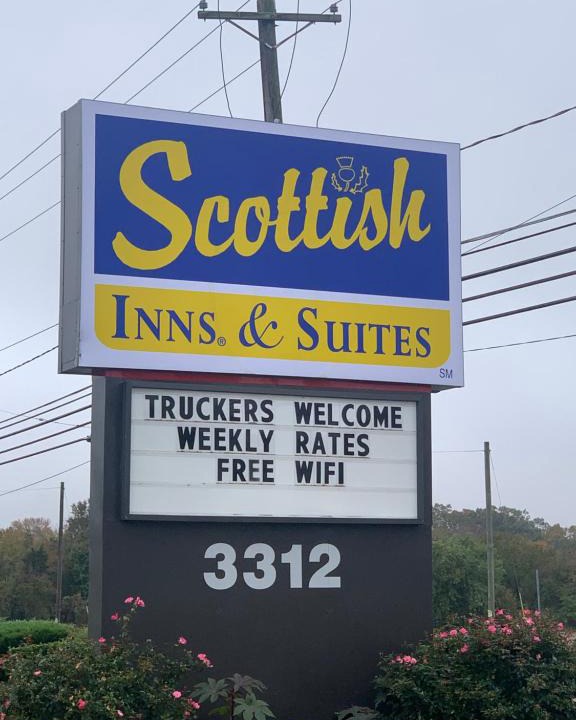 Scottish
INNS® & SUITES
SM
TRUCKERS WELCOME
WEEKLY RATES
FREE WIFI
3312